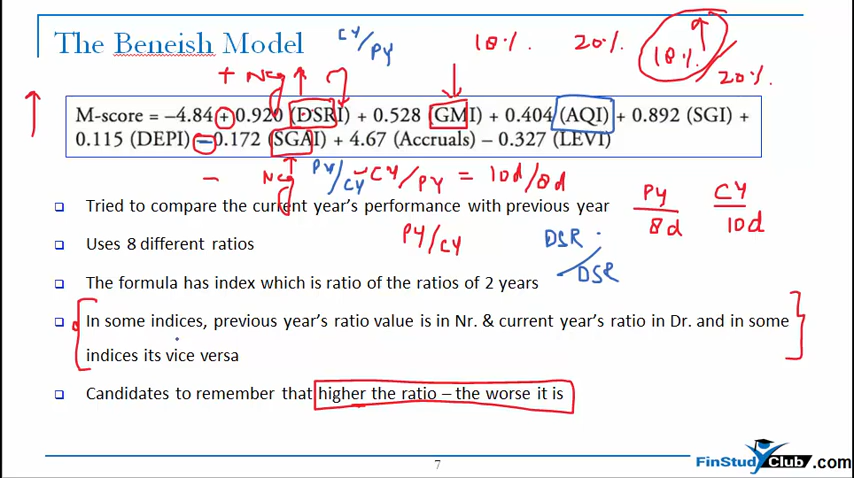 The Beneish Model
CY/PY
18% 20% 18%/20%
+ Neg
M-score = −4.84 + 0.920 (DSRI) + 0.528 (GMI) + 0.404 (AQI) + 0.892 (SGI) +
0.115 (DEPI) − 0.172 (SGAI) + 4.67 (Accruals) − 0.327 (LEVI)
− Neg PY/CY CY/PY = 10d/8d
Tried to compare the current year's performance with previous year
PY/8d CY/10d
Uses 8 different ratios
PY/CY
DSR/DSR
The formula has index which is ratio of the ratios of 2 years
In some indices, previous year's ratio value is in Nr. & current year's ratio in Dr. and in some
indices its vice versa
Candidates to remember that higher the ratio – the worse it is
7
FinStudyClub.com